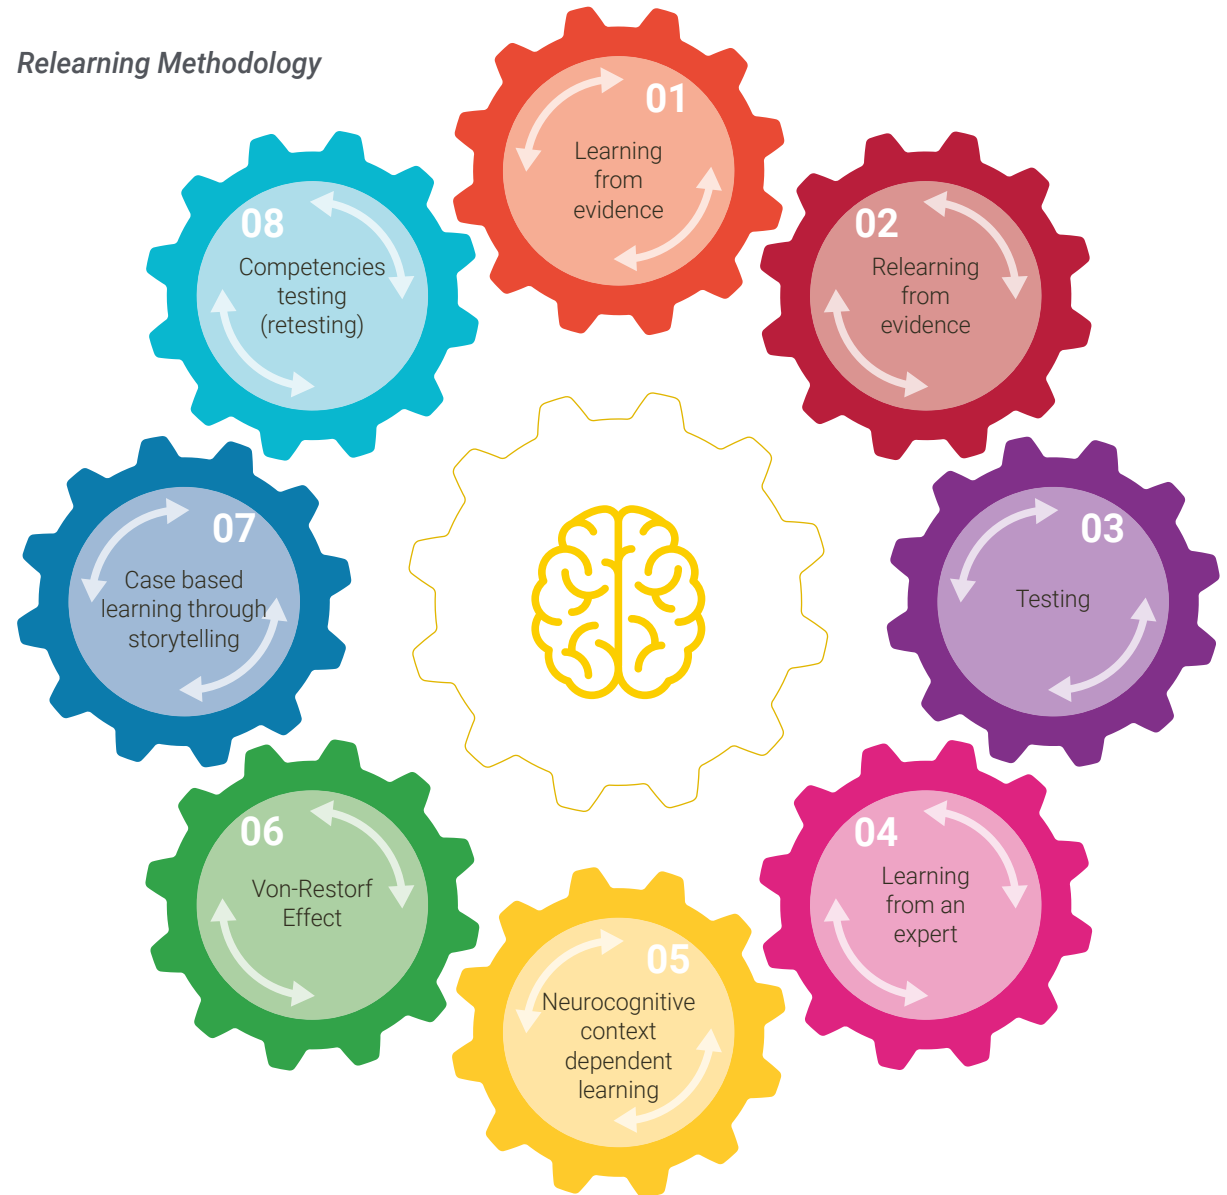 Relearning Methodology
01
Learning
from
evidence
02
Relearning
from
evidence
03
Testing
04
Learning
from an
expert
05
Neurocognitive
context
dependent
learning
06
Von-Restorf
Effect
07
Case based
learning through
storytelling
08
Competencies
testing
(retesting)